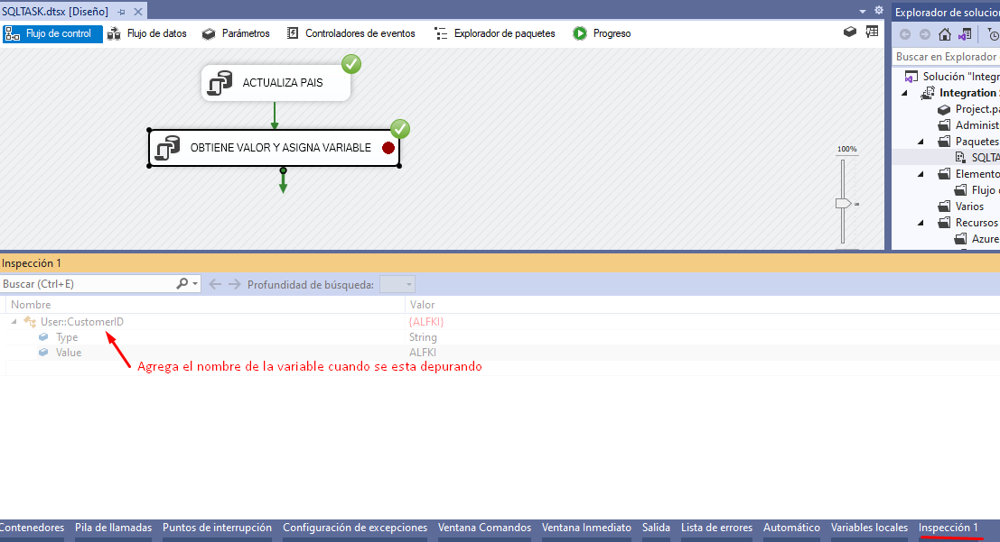 SQLTASK.dtsx [Diseño]
Explorador de solucio
Flujo de control
Flujo de datos
Parámetros
Controladores de eventos
Explorador de paquetes
Progreso
Buscar en Explorador
ACTUALIZA PAIS
OBTIENE VALOR Y ASIGNA VARIABLE
100%
Solución "Integr
Integration S
Project.pa
Administ
Paquetes
SQLTA
Elemento
Flujo
Varios
Recursos
Azure
Inspección 1
Buscar (Ctrl+E)
Profundidad de búsqueda:
Nombre
Valor
User::CustomerID
{ALFKI}
Type
String
Value
ALFKI
Agrega el nombre de la variable cuando se esta depurando
Contenedores
Pila de llamadas
Puntos de interrupción
Configuración de excepciones
Ventana Comandos
Ventana Inmediato
Salida
Lista de errores
Automático
Variables locales
Inspección 1